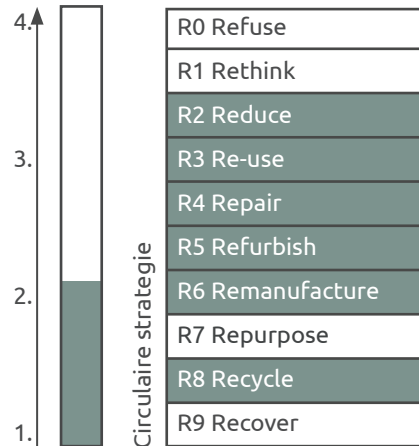 4.
3.
2.
1.
Circulaire strategie
R0 Refuse
R1 Rethink
R2 Reduce
R3 Re-use
R4 Repair
R5 Refurbish
R6 Remanufacture
R7 Repurpose
R8 Recycle
R9 Recover